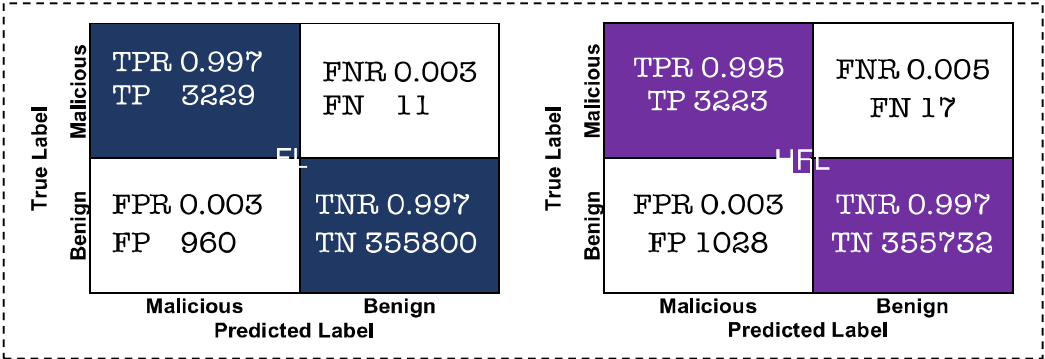 True Label
Malicious
Benign
TPR 0.997
TP 3229
FNR 0.003
FN 11
FL
FPR 0.003
FP 960
TNR 0.997
TN 355800
Malicious
Benign
Predicted Label
True Label
Malicious
Benign
TPR 0.995
TP 3223
FNR 0.005
FN 17
HFL
FPR 0.003
FP 1028
TNR 0.997
TN 355732
Malicious
Benign
Predicted Label